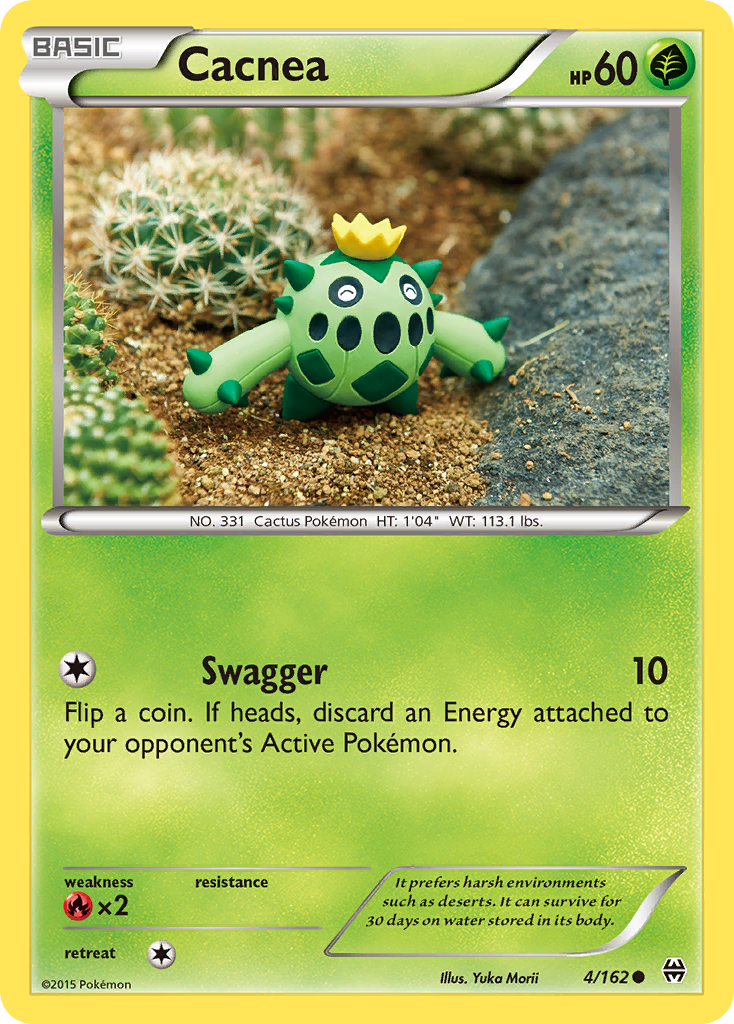 BASIC
Cacnea
HP60
NO. 331 Cactus Pokémon HT: 1'04" WT: 113.1 lbs.
Swagger 10
Flip a coin. If heads, discard an Energy attached to
your opponent's Active Pokémon.
weakness resistance
×2
It prefers harsh environments
such as deserts. It can survive for
30 days on water stored in its body.
retreat
©2015 Pokémon
Illus. Yuka Morii
4/162